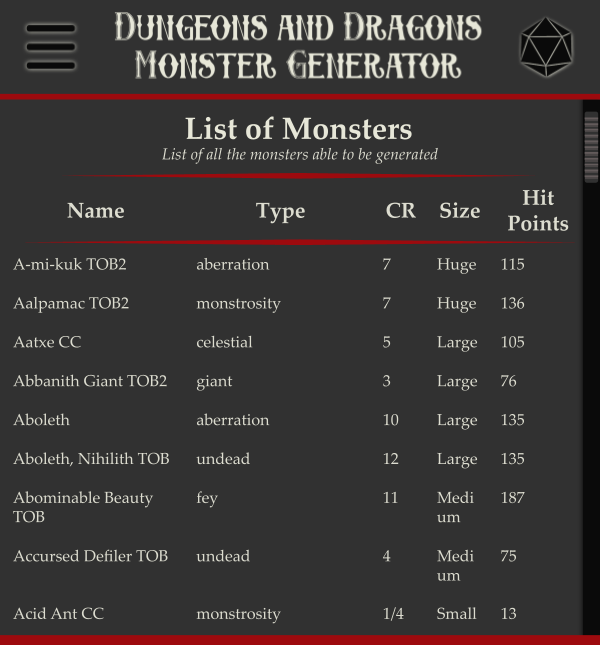 Dungeons and Dragons
Monster Generator
List of Monsters
List of all the monsters able to be generated
Name Type CR Size Hit Points
A-mi-kuk TOB2 aberration 7 Huge 115
Aalpamac TOB2 monstrosity 7 Huge 136
Aatxe CC celestial 5 Large 105
Abbanith Giant TOB2 giant 3 Large 76
Aboleth aberration 10 Large 135
Aboleth, Nihilith TOB undead 12 Large 135
Abominable Beauty fey 11 Medi 187
TOB um
Accursed Defiler TOB undead 4 Medi 75
um
Acid Ant CC monstrosity 1/4 Small 13